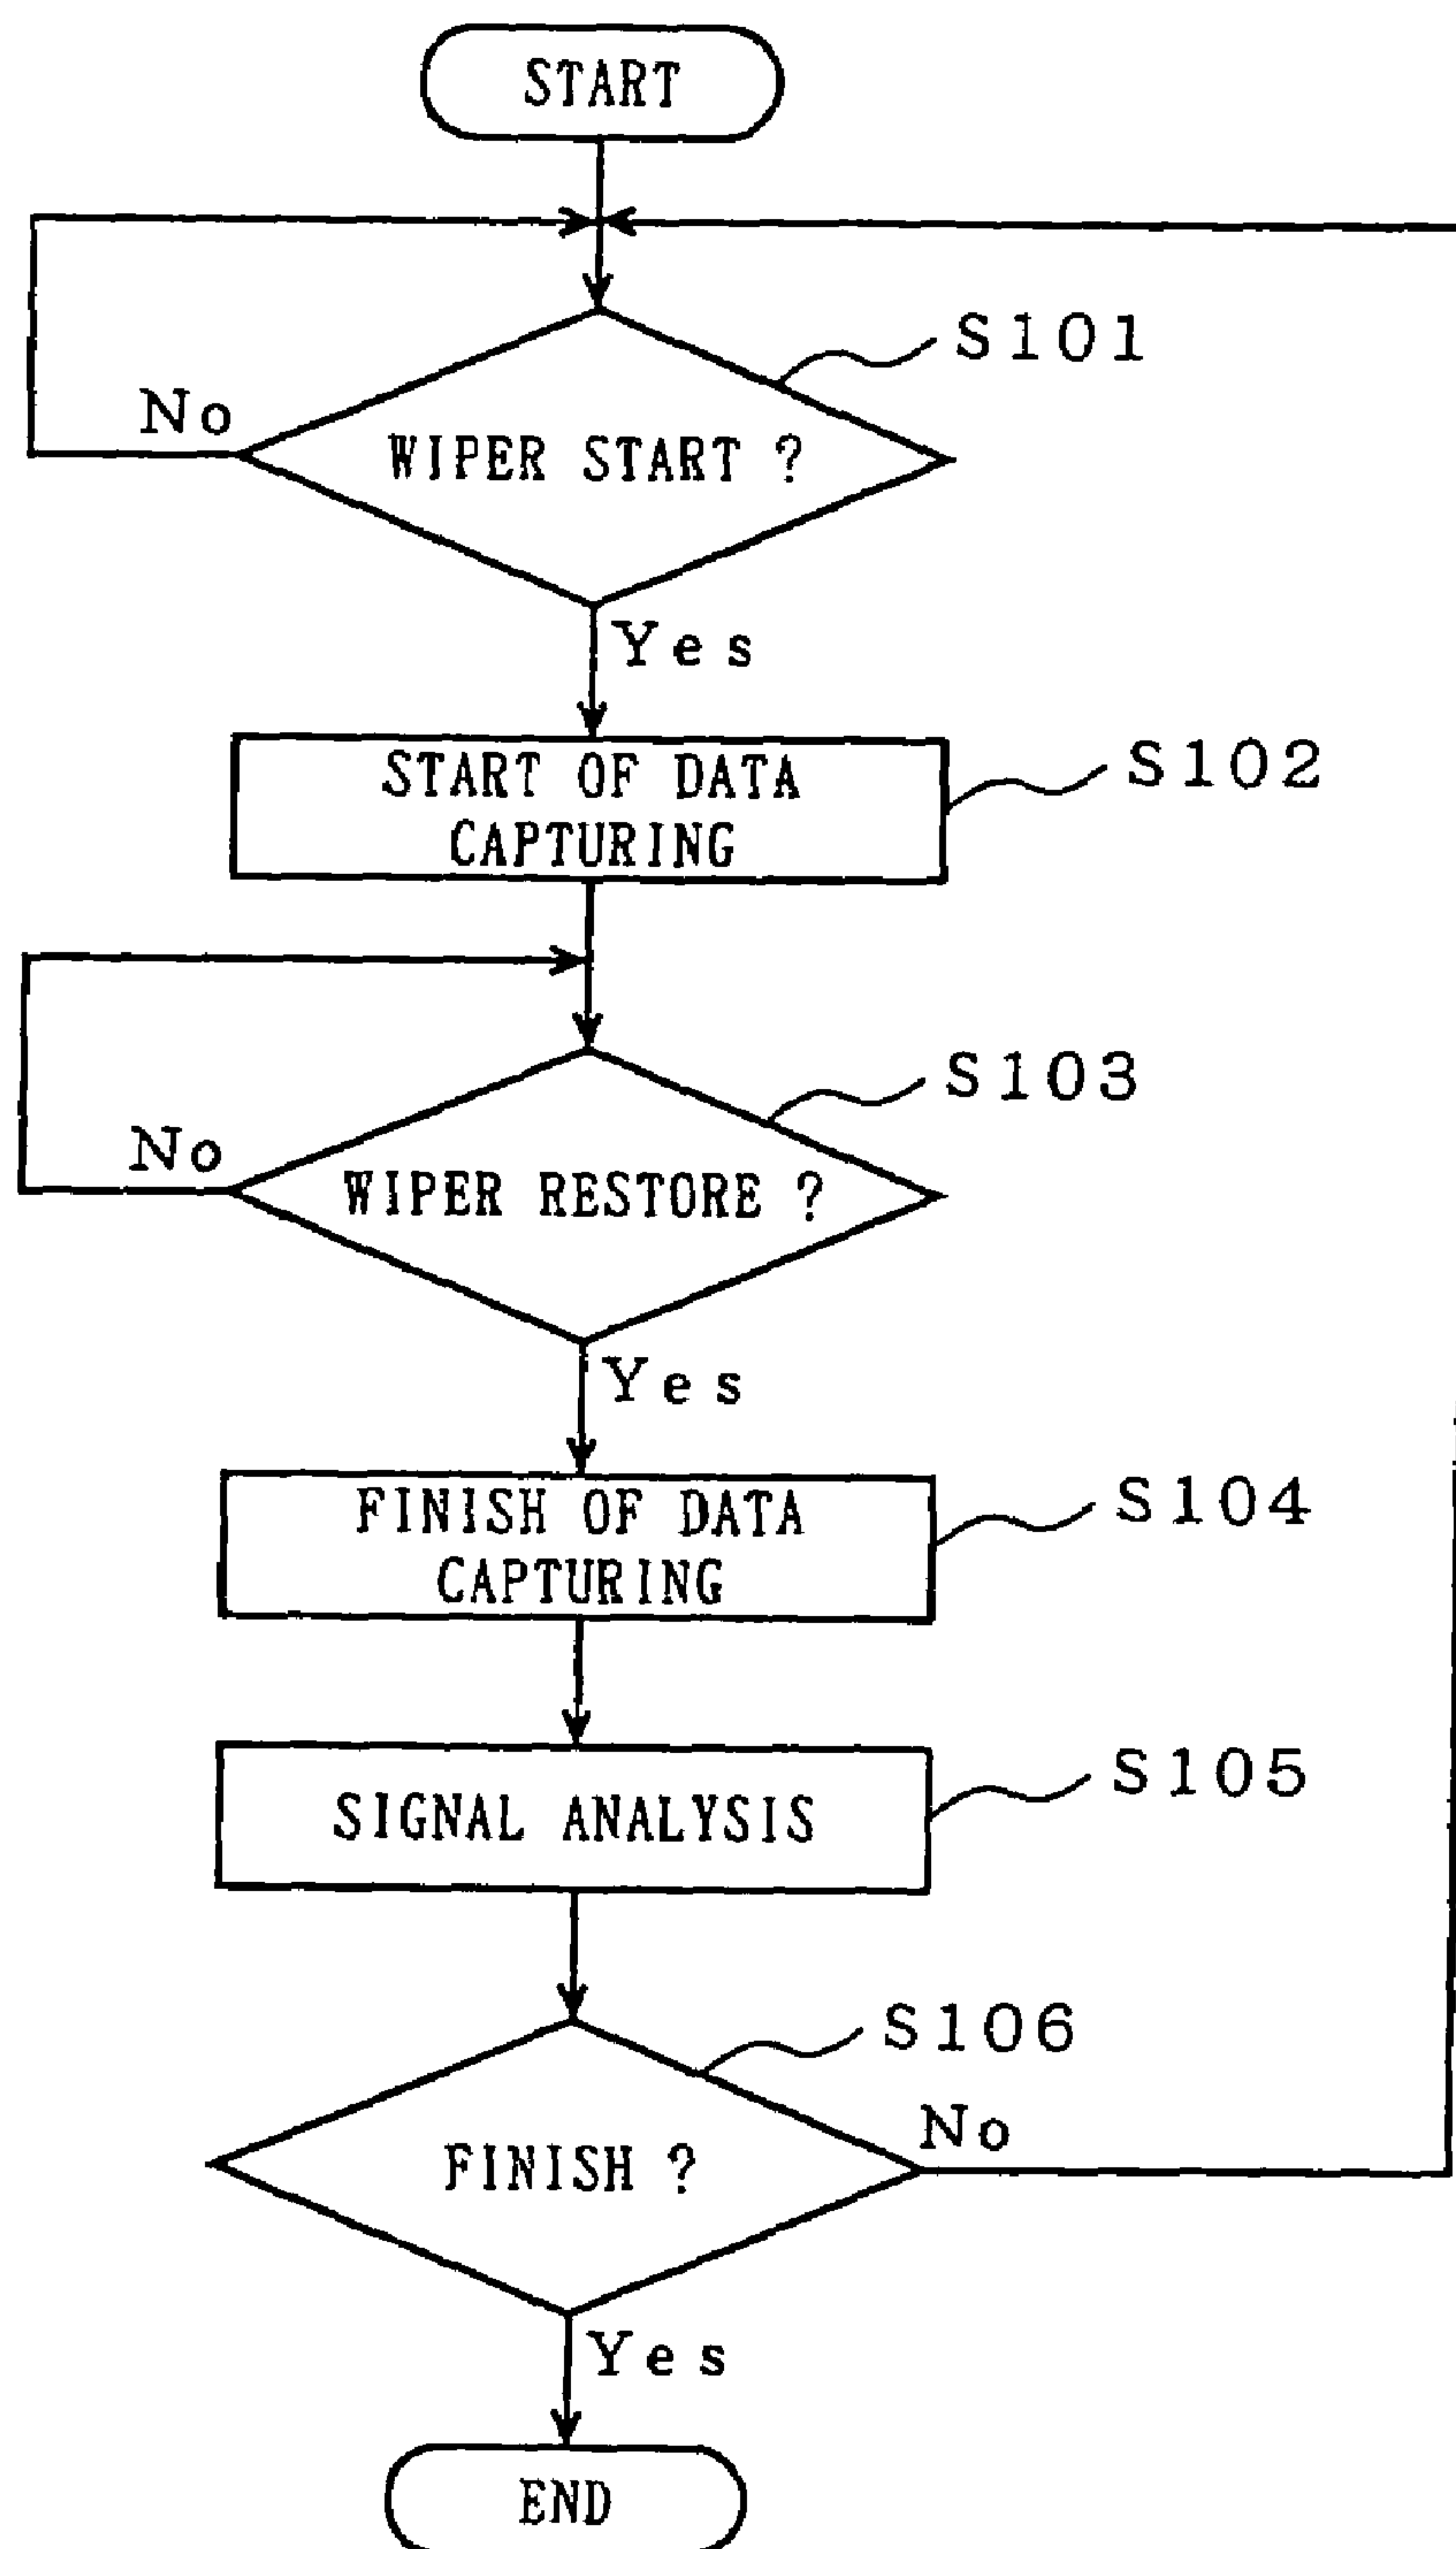 START
S101
No
WIPER START ?
Yes
START OF DATA
CAPTURING
S102
S103
No
WIPER RESTORE ?
Yes
FINISH OF DATA
CAPTURING
S104
SIGNAL ANALYSIS
S105
S106
No
FINISH ?
Yes
END